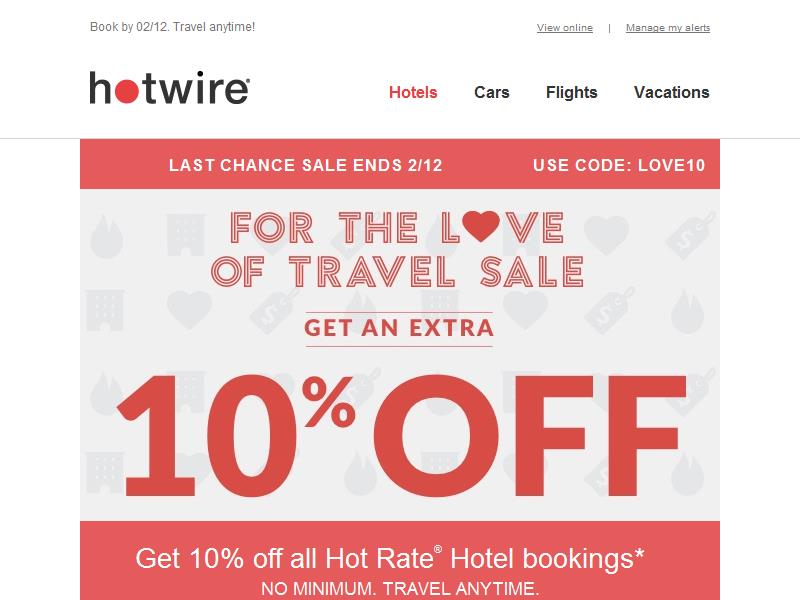 Book by 02/12. Travel anytime!
View online | Manage my alerts
hotwire®
Hotels Cars Flights Vacations
LAST CHANCE SALE ENDS 2/12 USE CODE: LOVE10
FOR THE L♥VE
OF TRAVEL SALE
GET AN EXTRA
10% OFF
Get 10% off all Hot Rate® Hotel bookings*
NO MINIMUM. TRAVEL ANYTIME.